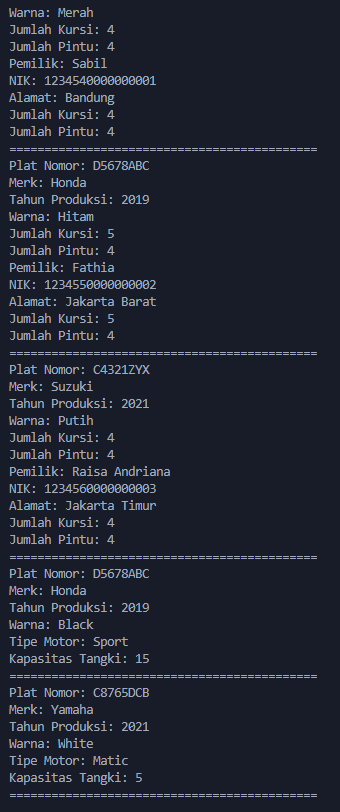 Warna: Merah
Jumlah Kursi: 4
Jumlah Pintu: 4
Pemilik: Sabil
NIK: 1234540000000001
Alamat: Bandung
Jumlah Kursi: 4
Jumlah Pintu: 4
============================================
Plat Nomor: D5678ABC
Merk: Honda
Tahun Produksi: 2019
Warna: Hitam
Jumlah Kursi: 5
Jumlah Pintu: 4
Pemilik: Fathia
NIK: 1234550000000002
Alamat: Jakarta Barat
Jumlah Kursi: 5
Jumlah Pintu: 4
============================================
Plat Nomor: C4321ZYX
Merk: Suzuki
Tahun Produksi: 2021
Warna: Putih
Jumlah Kursi: 4
Jumlah Pintu: 4
Pemilik: Raisa Andriana
NIK: 1234560000000003
Alamat: Jakarta Timur
Jumlah Kursi: 4
Jumlah Pintu: 4
============================================
Plat Nomor: D5678ABC
Merk: Honda
Tahun Produksi: 2019
Warna: Black
Tipe Motor: Sport
Kapasitas Tangki: 15
============================================
Plat Nomor: C8765DCB
Merk: Yamaha
Tahun Produksi: 2021
Warna: White
Tipe Motor: Matic
Kapasitas Tangki: 5
============================================